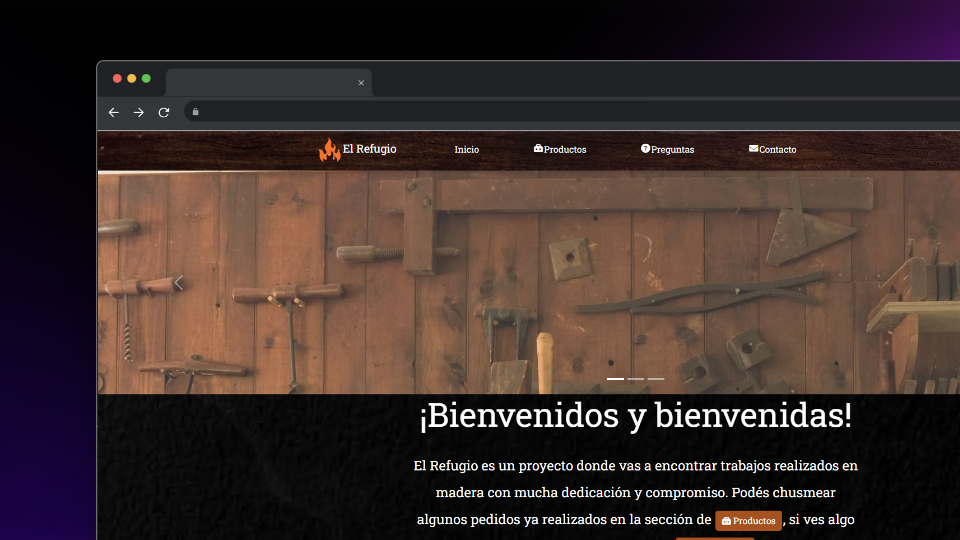 El Refugio Inicio Productos Preguntas Contacto
¡Bienvenidos y bienvenidas!
El Refugio es un proyecto donde vas a encontrar trabajos realizados en
madera con mucha dedicación y compromiso. Podés chusmear
algunos pedidos ya realizados en la sección de Productos, si ves algo